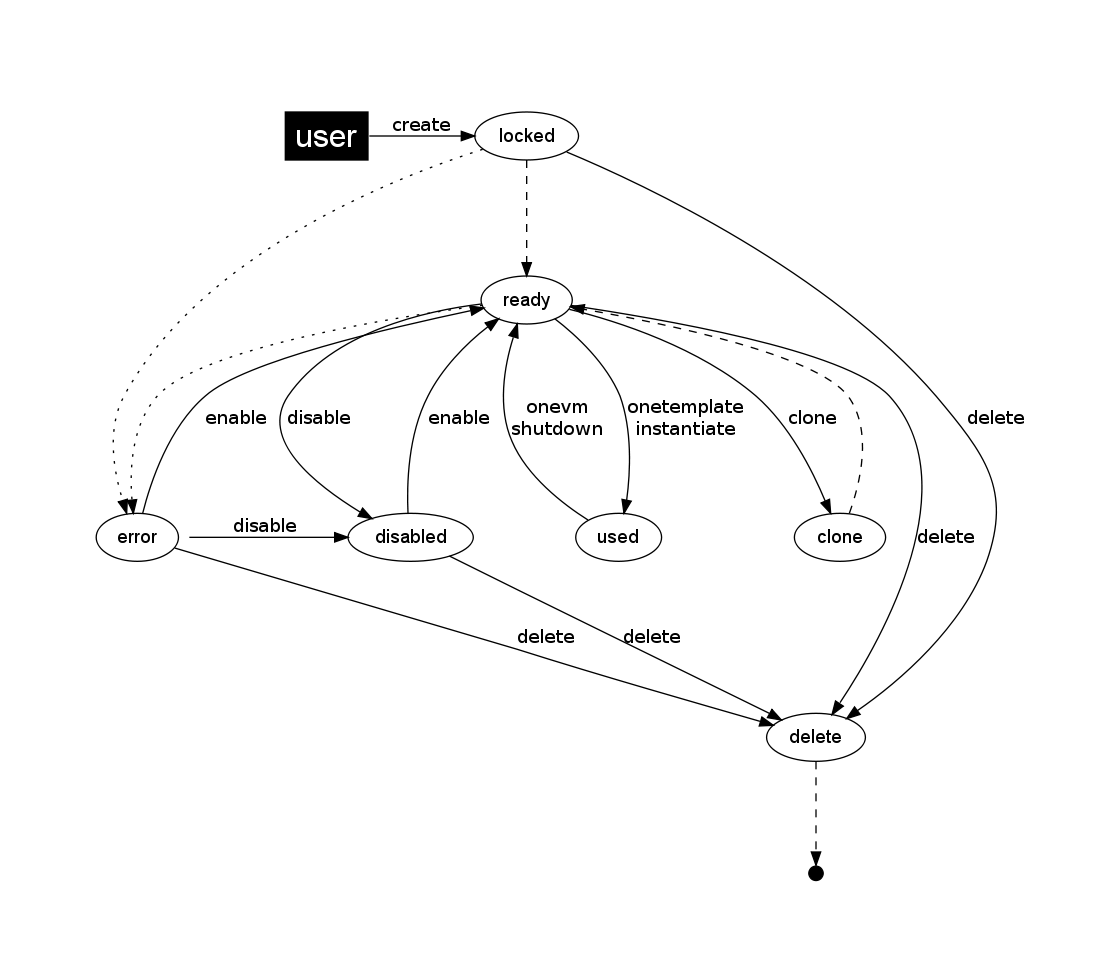 create
user
locked
ready
enable
disable
enable
onevm
shutdown
onetemplate
instantiate
clone
delete
error
disable
disabled
used
clone
delete
delete
delete
delete